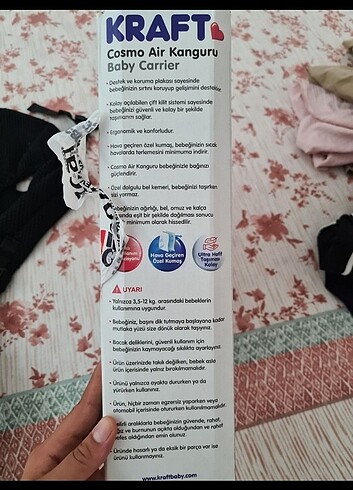 KRAFT
Cosmo Air Kanguru
Baby Carrier
• Destek ve koruma plakası sayesinde
bebeğinizin sırtını koruyup gelişimini destekler.
• Kolay açılabilen çift kilit sistemi sayesinde
bebeğinizi güvenli ve kolay bir şekilde
taşımanızı sağlar.
• Ergonomik ve konforludur.
• Hava geçiren özel kumaş, bebeğinizin sıcak
havalarda terlemesini minimuma indirir.
• Cosmo Air Kanguru bebeğinizle bağınızı
güçlendirir.
• Özel dolgulu bel kemeri, bebeğinizi taşırken
sizi yormaz.
Bebeğinizin ağırlığı, bel, omuz ve kalça
eşit bir şekilde dağılması sonucu
minimum olarak hissedilir.
Hava Geçiren
Özel Kumaş
Ultra Hafif
Taşıması
Kolay
UYARI
• Yalnızca 3,5-12 kg. arasındaki bebeklerin
kullanımına uygundur.
• Bebeğiniz, başını dik tutmaya başlayana kadar
mutlaka yüzü size dönük olarak taşıyınız.
• Bacak deliklerini, güvenli kullanım için
bebeğinizin kaymayacağı sıkılıkta ayarlayınız.
• Ürün üzerinizde takılı değilken, bebek asla
ürün içerisinde yalnız bırakılmamalıdır.
• Ürünü yalnızca ayakta dururken ya da
yürürken kullanınız.
• Ürün, hiçbir zaman egzersiz yaparken veya
otomobil içerisinde otururken kullanılmamalıdır.
Belirli aralıklarla bebeğinizin güvende, rahat,
ağız ve burnunun açıkta olduğundan ve rahat
nefes aldığından emin olunuz.
• Üründe hasarlı ya da eksik bir parça var ise
ürünü kullanmayınız.
www.kraftbaby.com